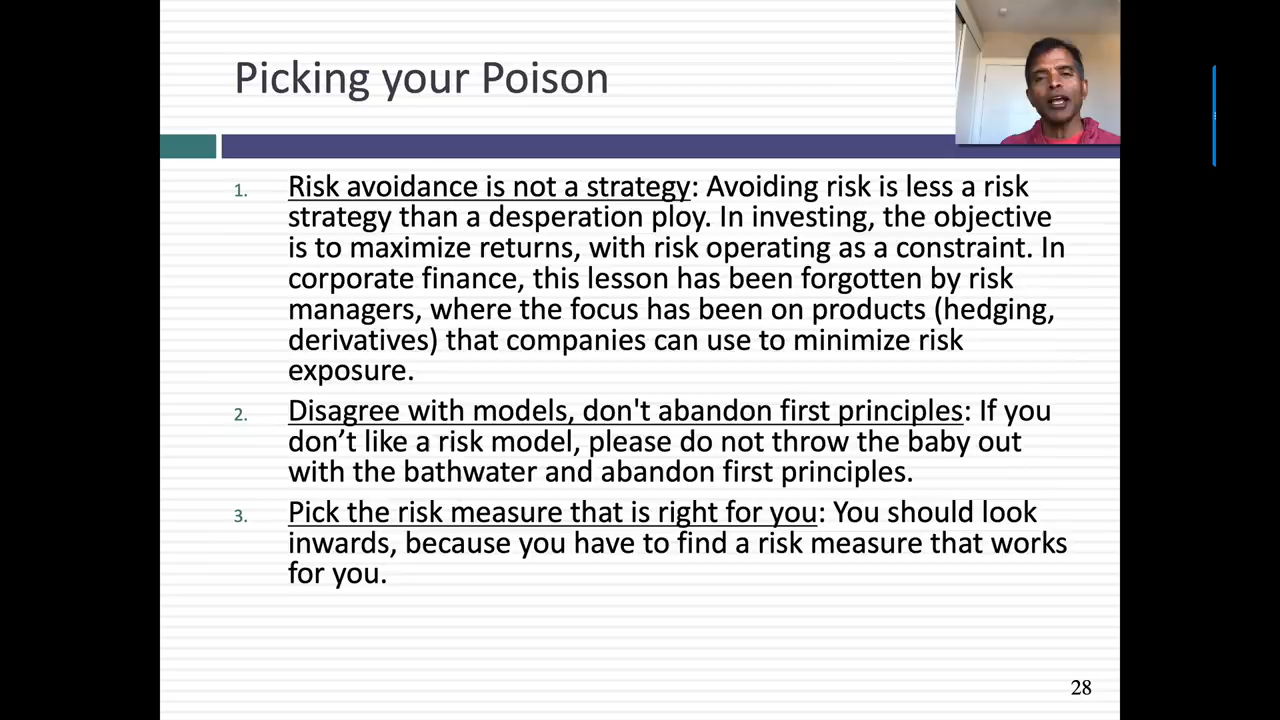 Picking your Poison
1. Risk avoidance is not a strategy: Avoiding risk is less a risk
strategy than a desperation ploy. In investing, the objective
is to maximize returns, with risk operating as a constraint. In
corporate finance, this lesson has been forgotten by risk
managers, where the focus has been on products (hedging,
derivatives) that companies can use to minimize risk
exposure.
2. Disagree with models, don't abandon first principles: If you
don’t like a risk model, please do not throw the baby out
with the bathwater and abandon first principles.
3. Pick the risk measure that is right for you: You should look
inwards, because you have to find a risk measure that works
for you.
28